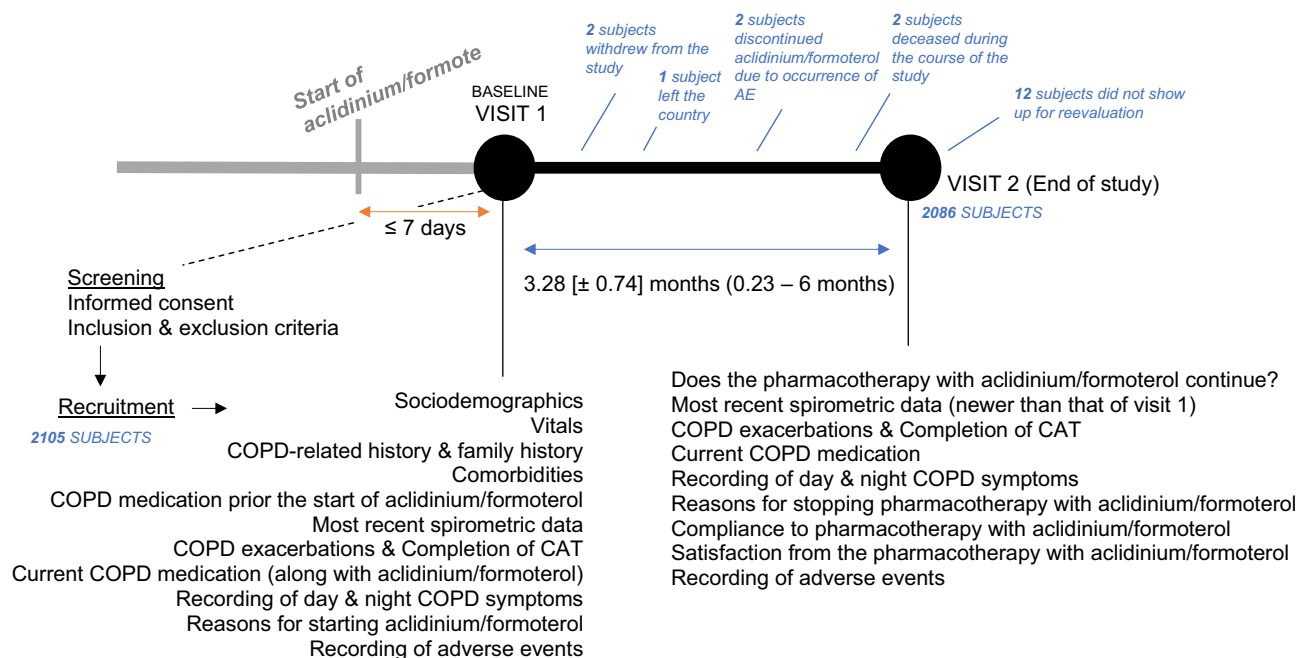 Start of
aclidinium/formote
BASELINE
VISIT 1
2 subjects
withdrew from the
study
1 subject
left the
country
2 subjects
discontinued
aclidinium/formoterol
due to occurrence of
AE
2 subjects
deceased during
the course of the
study
12 subjects did not show
up for reevaluation
VISIT 2 (End of study)
2086 SUBJECTS
≤ 7 days
3.28 [± 0.74] months (0.23 – 6 months)
Screening
Informed consent
Inclusion & exclusion criteria
Recruitment
2105 SUBJECTS
Sociodemographics
Vitals
COPD-related history & family history
Comorbidities
COPD medication prior the start of aclidinium/formoterol
Most recent spirometric data
COPD exacerbations & Completion of CAT
Current COPD medication (along with aclidinium/formoterol)
Recording of day & night COPD symptoms
Reasons for starting aclidinium/formoterol
Recording of adverse events
Does the pharmacotherapy with aclidinium/formoterol continue?
Most recent spirometric data (newer than that of visit 1)
COPD exacerbations & Completion of CAT
Current COPD medication
Recording of day & night COPD symptoms
Reasons for stopping pharmacotherapy with aclidinium/formoterol
Compliance to pharmacotherapy with aclidinium/formoterol
Satisfaction from the pharmacotherapy with aclidinium/formoterol
Recording of adverse events